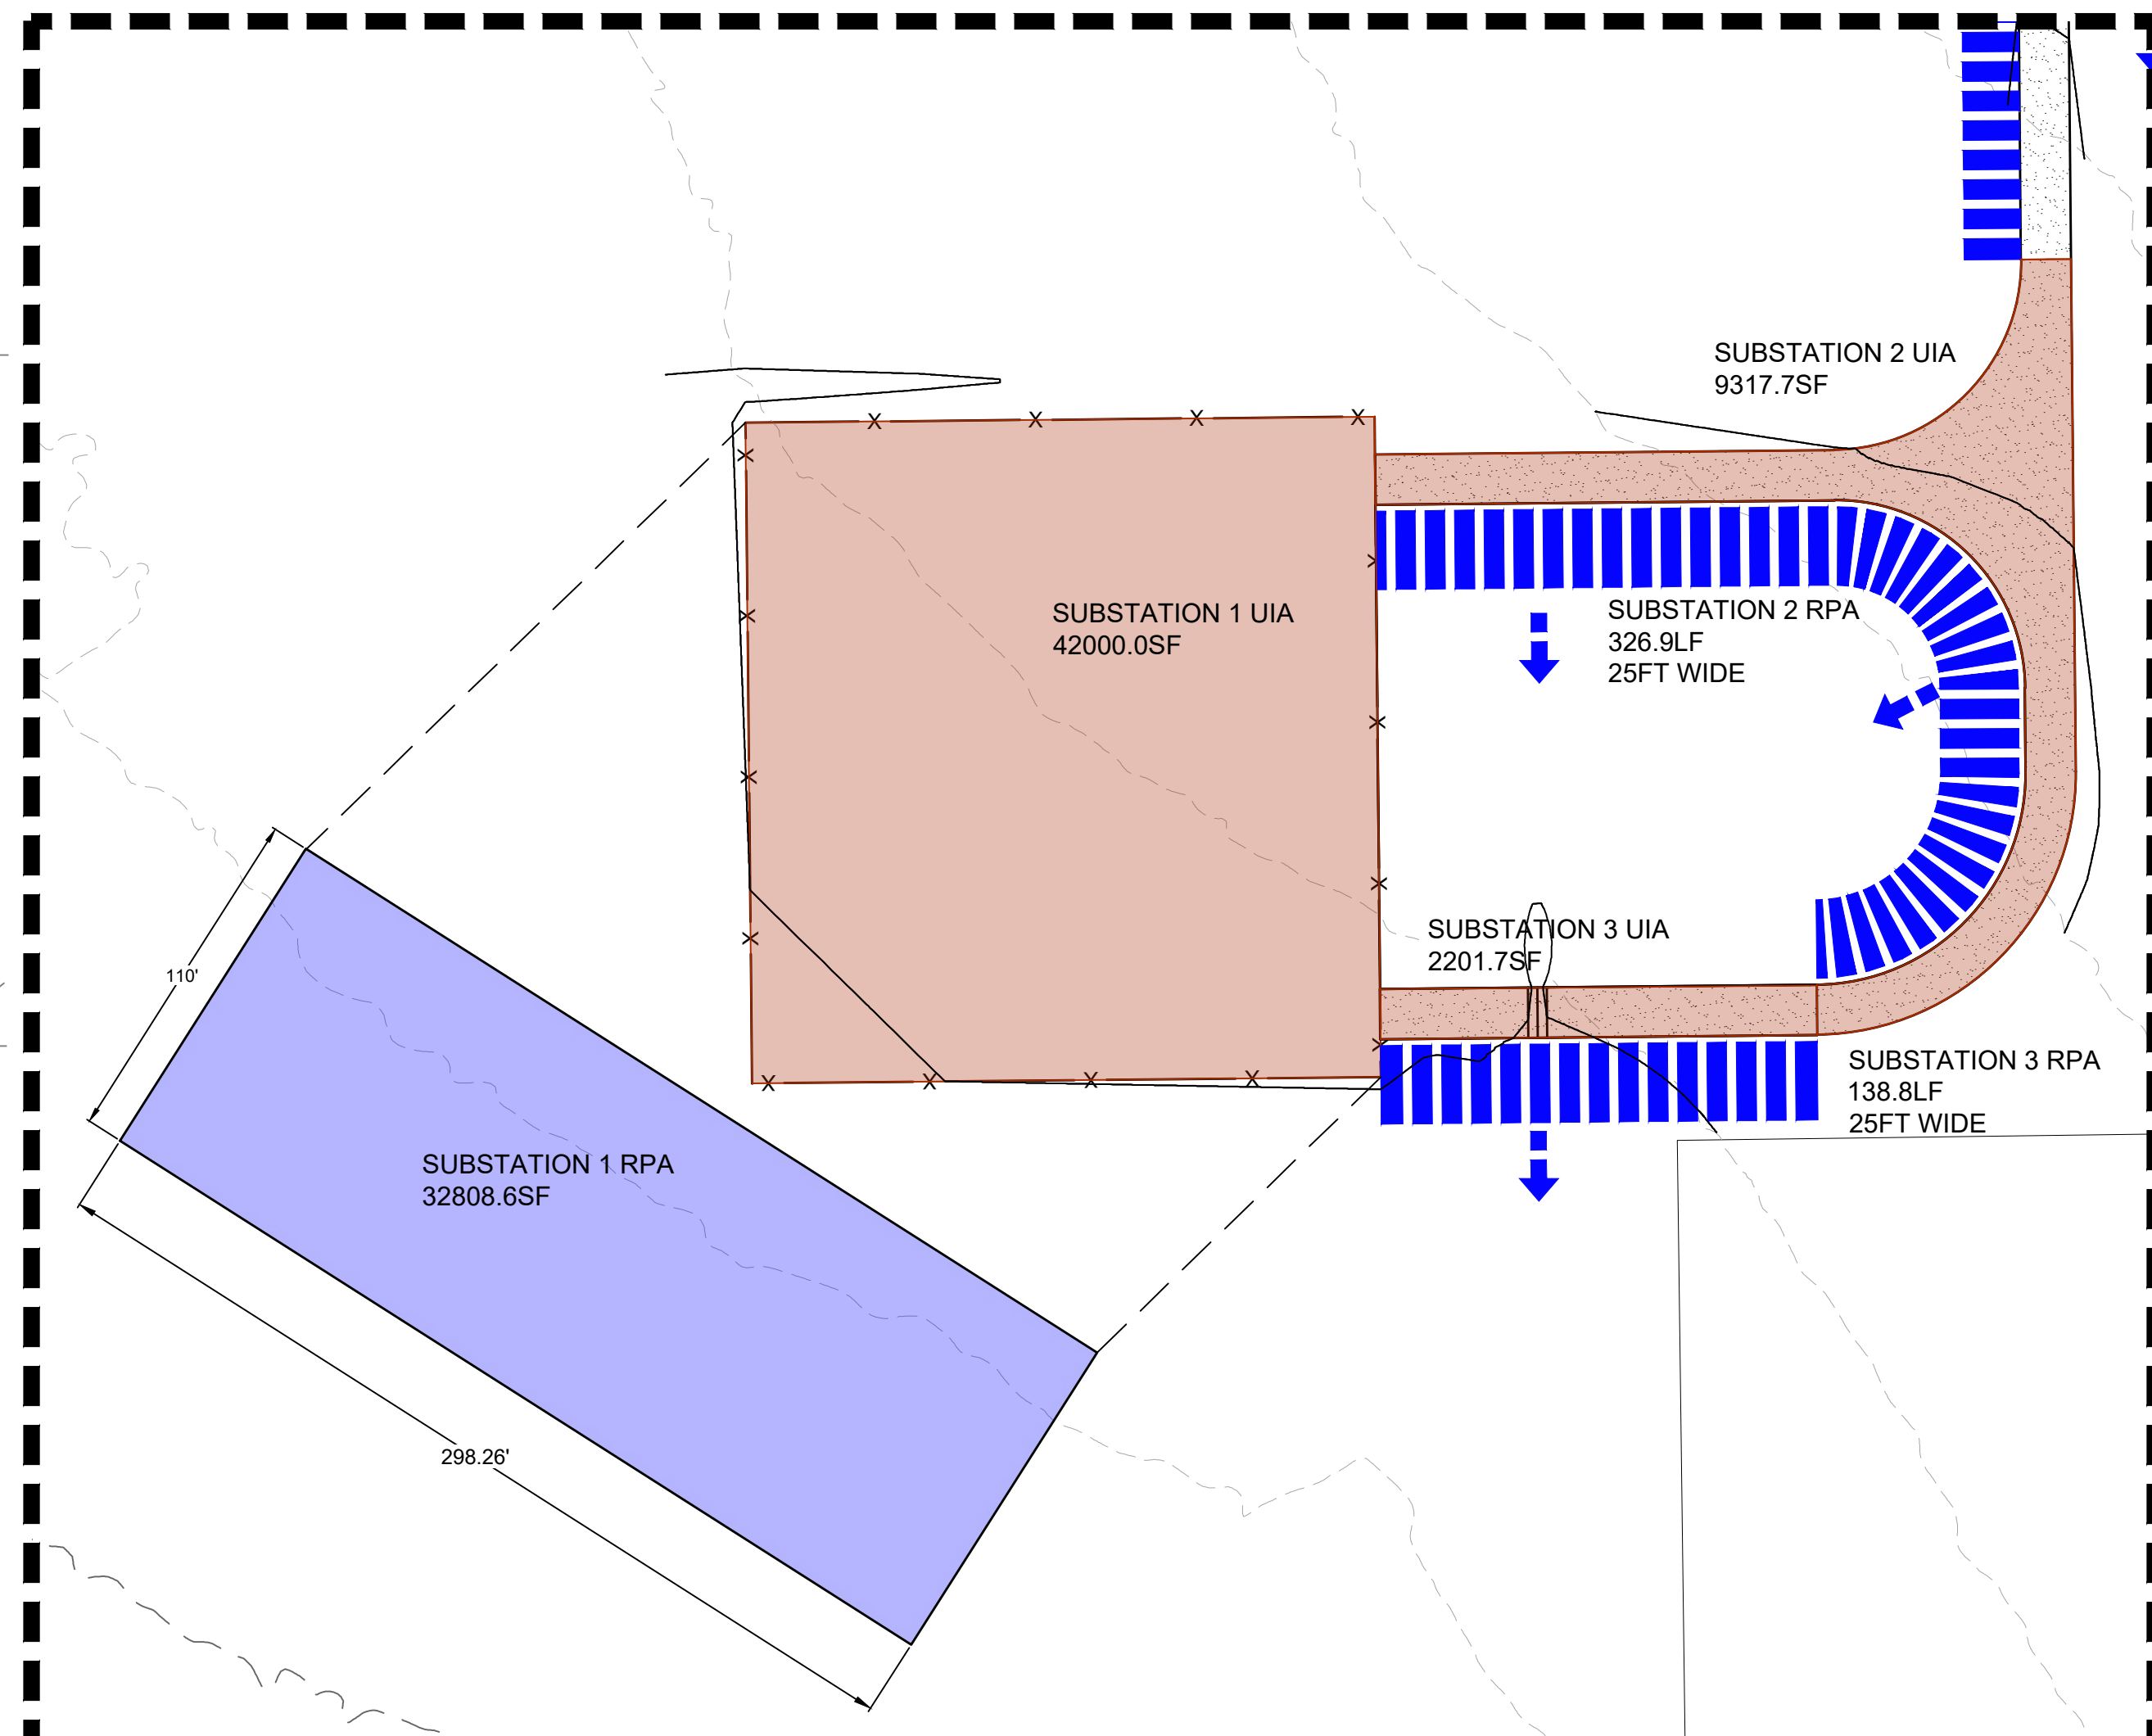 SUBSTATION 2 UIA
9317.7SF
SUBSTATION 1 UIA
42000.0SF
SUBSTATION 2 RPA
326.9LF
25FT WIDE
SUBSTATION 3 UIA
2201.7SF
110'
SUBSTATION 3 RPA
138.8LF
25FT WIDE
SUBSTATION 1 RPA
32808.6SF
298.26'